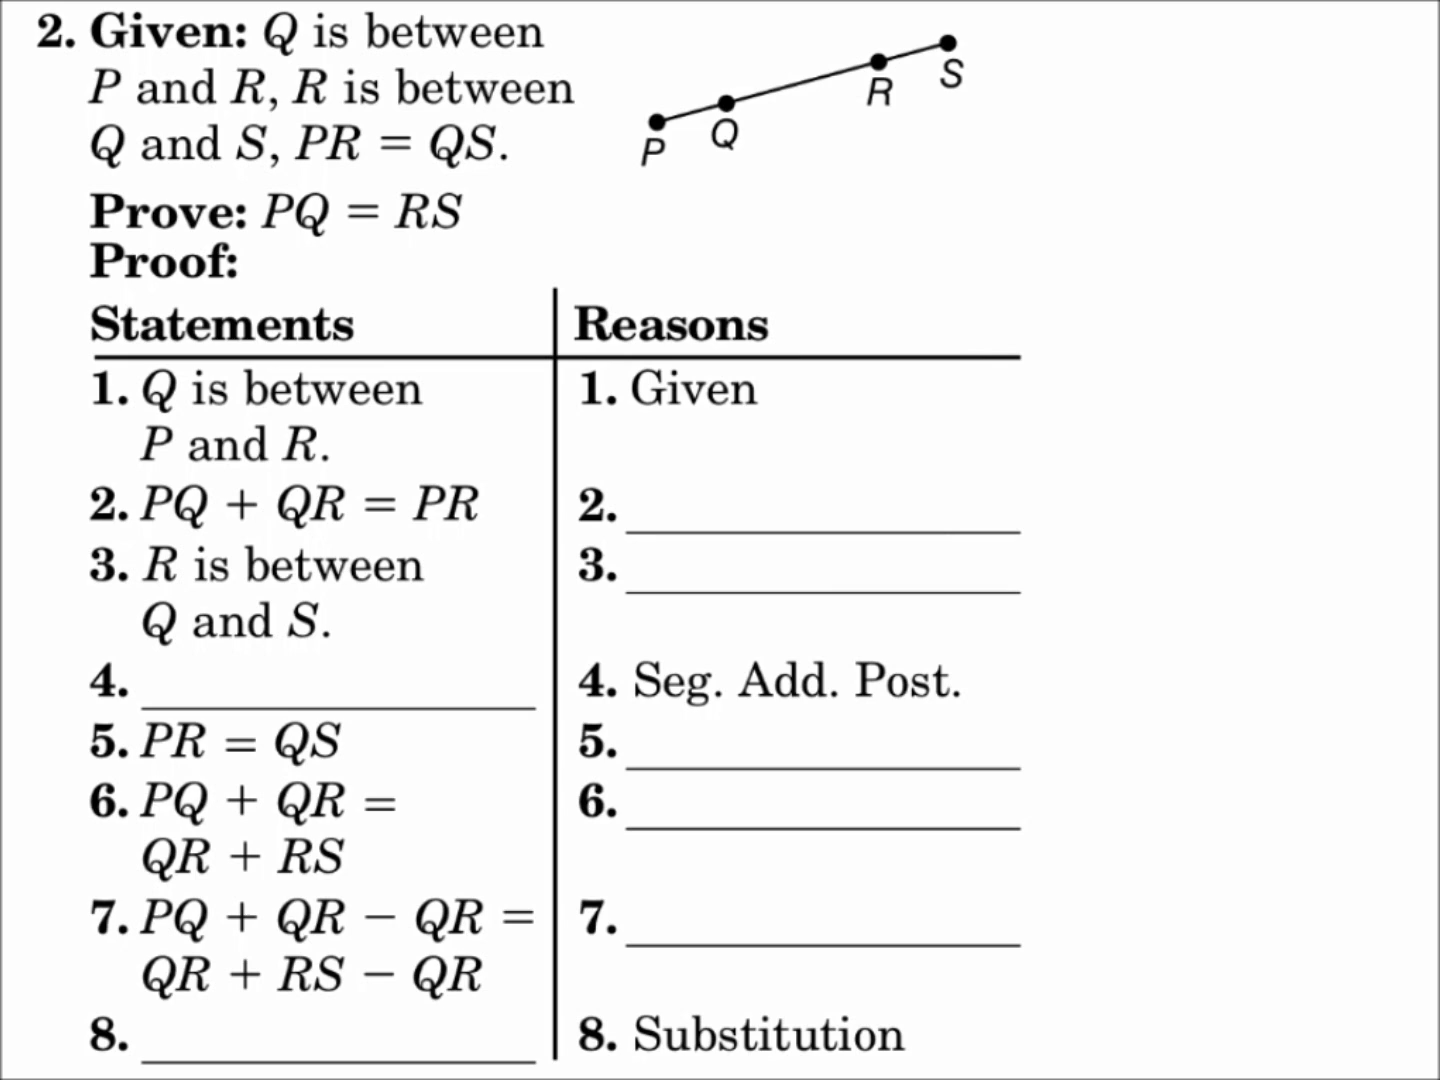 2. Given: Q is between
P and R, R is between
Q and S, PR = QS.
P
Q
R
S
Prove: PQ = RS
Proof:
Statements
Reasons
1. Q is between
P and R.
1. Given
2. PQ + QR = PR
2.
3. R is between
Q and S.
3.
4.
4. Seg. Add. Post.
5. PR = QS
5.
6. PQ + QR =
QR + RS
6.
7. PQ + QR − QR =
QR + RS − QR
7.
8.
8. Substitution